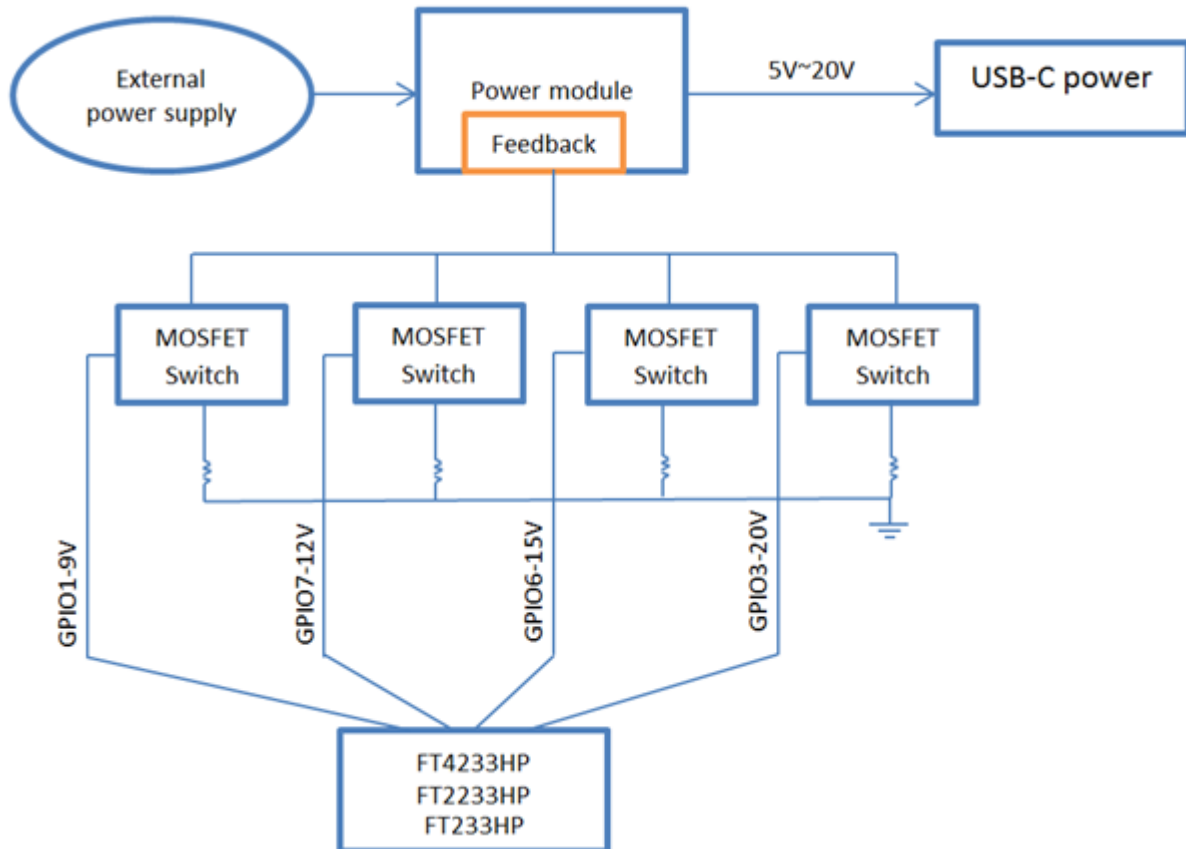 External
power supply
Power module
Feedback
5V~20V
USB-C power
MOSFET
Switch
MOSFET
Switch
MOSFET
Switch
MOSFET
Switch
GPIO1-9V
GPIO7-12V
GPIO6-15V
GPIO3-20V
FT4233HP
FT2233HP
FT233HP